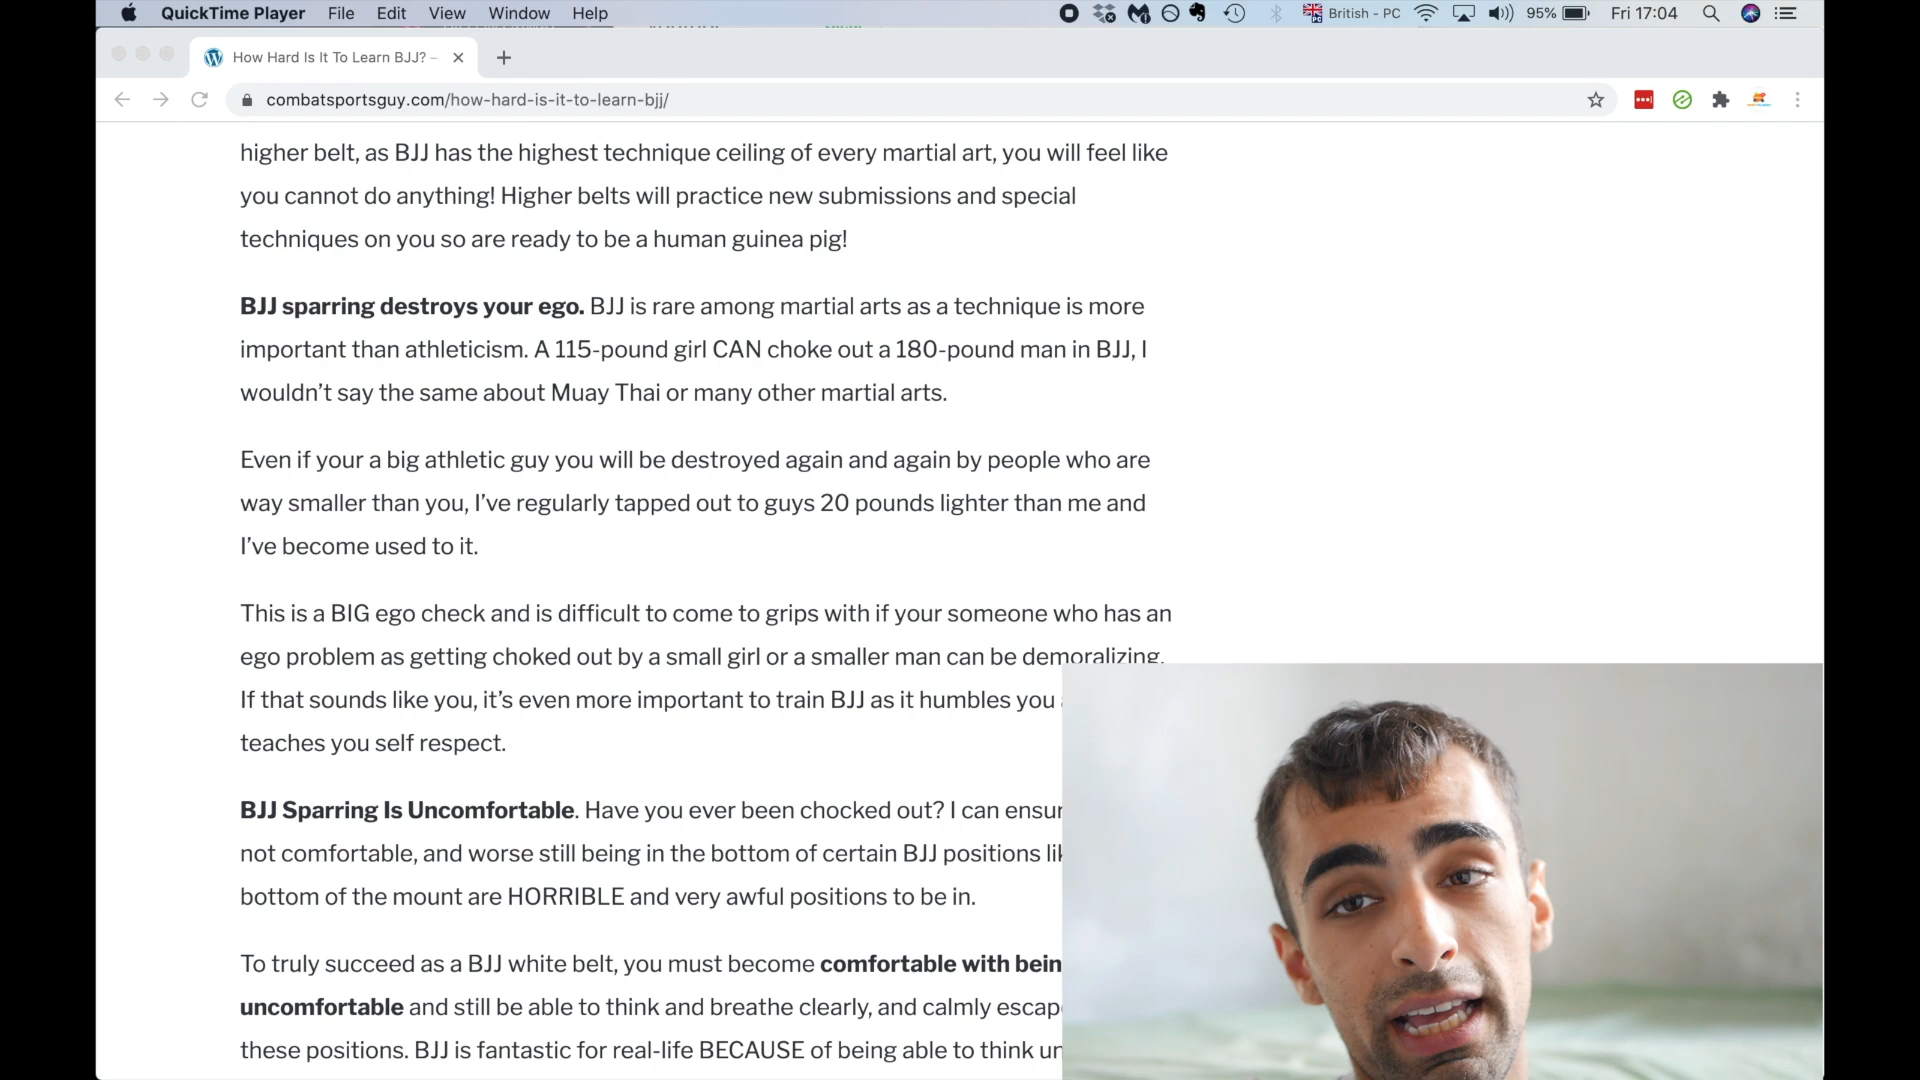 QuickTime Player File Edit View Window Help British - PC 95% Fri 17:04
How Hard Is It To Learn BJJ? –
combatsportsguy.com/how-hard-is-it-to-learn-bjj/
higher belt, as BJJ has the highest technique ceiling of every martial art, you will feel like
you cannot do anything! Higher belts will practice new submissions and special
techniques on you so are ready to be a human guinea pig!
BJJ sparring destroys your ego. BJJ is rare among martial arts as a technique is more
important than athleticism. A 115-pound girl CAN choke out a 180-pound man in BJJ, I
wouldn’t say the same about Muay Thai or many other martial arts.
Even if your a big athletic guy you will be destroyed again and again by people who are
way smaller than you, I’ve regularly tapped out to guys 20 pounds lighter than me and
I’ve become used to it.
This is a BIG ego check and is difficult to come to grips with if your someone who has an
ego problem as getting choked out by a small girl or a smaller man can be demoralizing.
If that sounds like you, it’s even more important to train BJJ as it humbles you
teaches you self respect.
BJJ Sparring Is Uncomfortable. Have you ever been chocked out? I can ensur
not comfortable, and worse still being in the bottom of certain BJJ positions lik
bottom of the mount are HORRIBLE and very awful positions to be in.
To truly succeed as a BJJ white belt, you must become comfortable with bein
uncomfortable and still be able to think and breathe clearly, and calmly escap
these positions. BJJ is fantastic for real-life BECAUSE of being able to think un